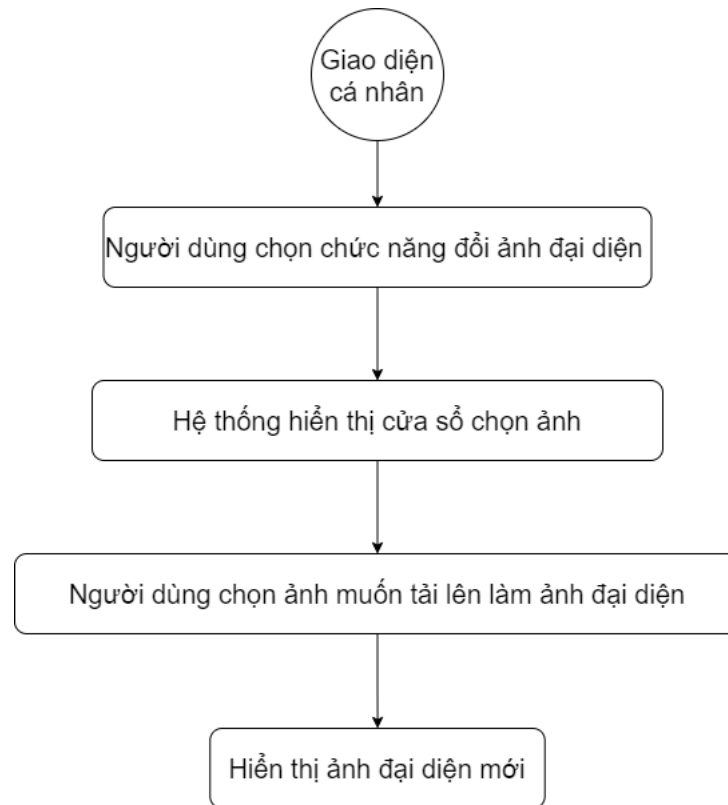 Giao diện
cá nhân
Người dùng chọn chức năng đổi ảnh đại diện
Hệ thống hiển thị cửa sổ chọn ảnh
Người dùng chọn ảnh muốn tải lên làm ảnh đại diện
Hiển thị ảnh đại diện mới